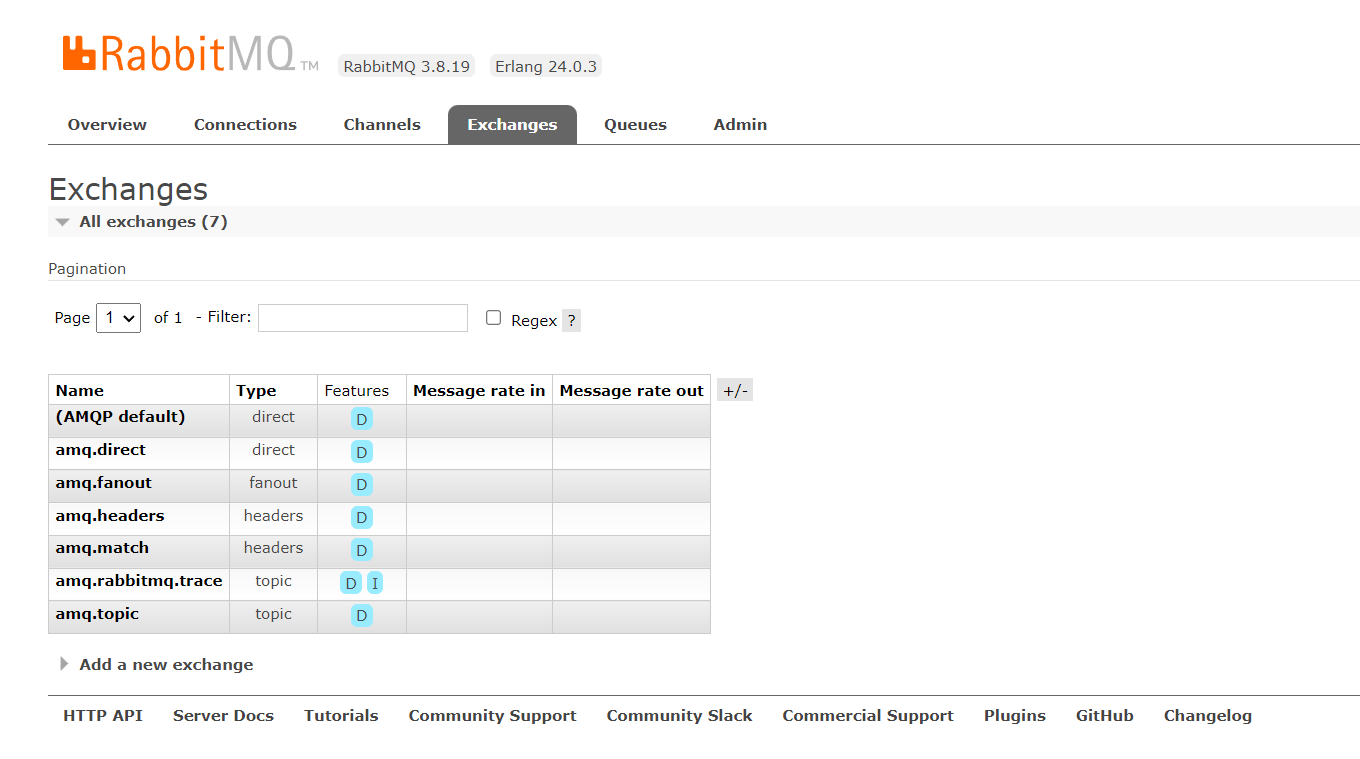 RabbitMQ TM RabbitMQ 3.8.19 Erlang 24.0.3
Overview Connections Channels Exchanges Queues Admin
Exchanges
All exchanges (7)
Pagination
Page 1 of 1 - Filter: Regex ?
Name Type Features Message rate in Message rate out +/-
(AMQP default) direct D
amq.direct direct D
amq.fanout fanout D
amq.headers headers D
amq.match headers D
amq.rabbitmq.trace topic D I
amq.topic topic D
Add a new exchange
HTTP API Server Docs Tutorials Community Support Community Slack Commercial Support Plugins GitHub Changelog